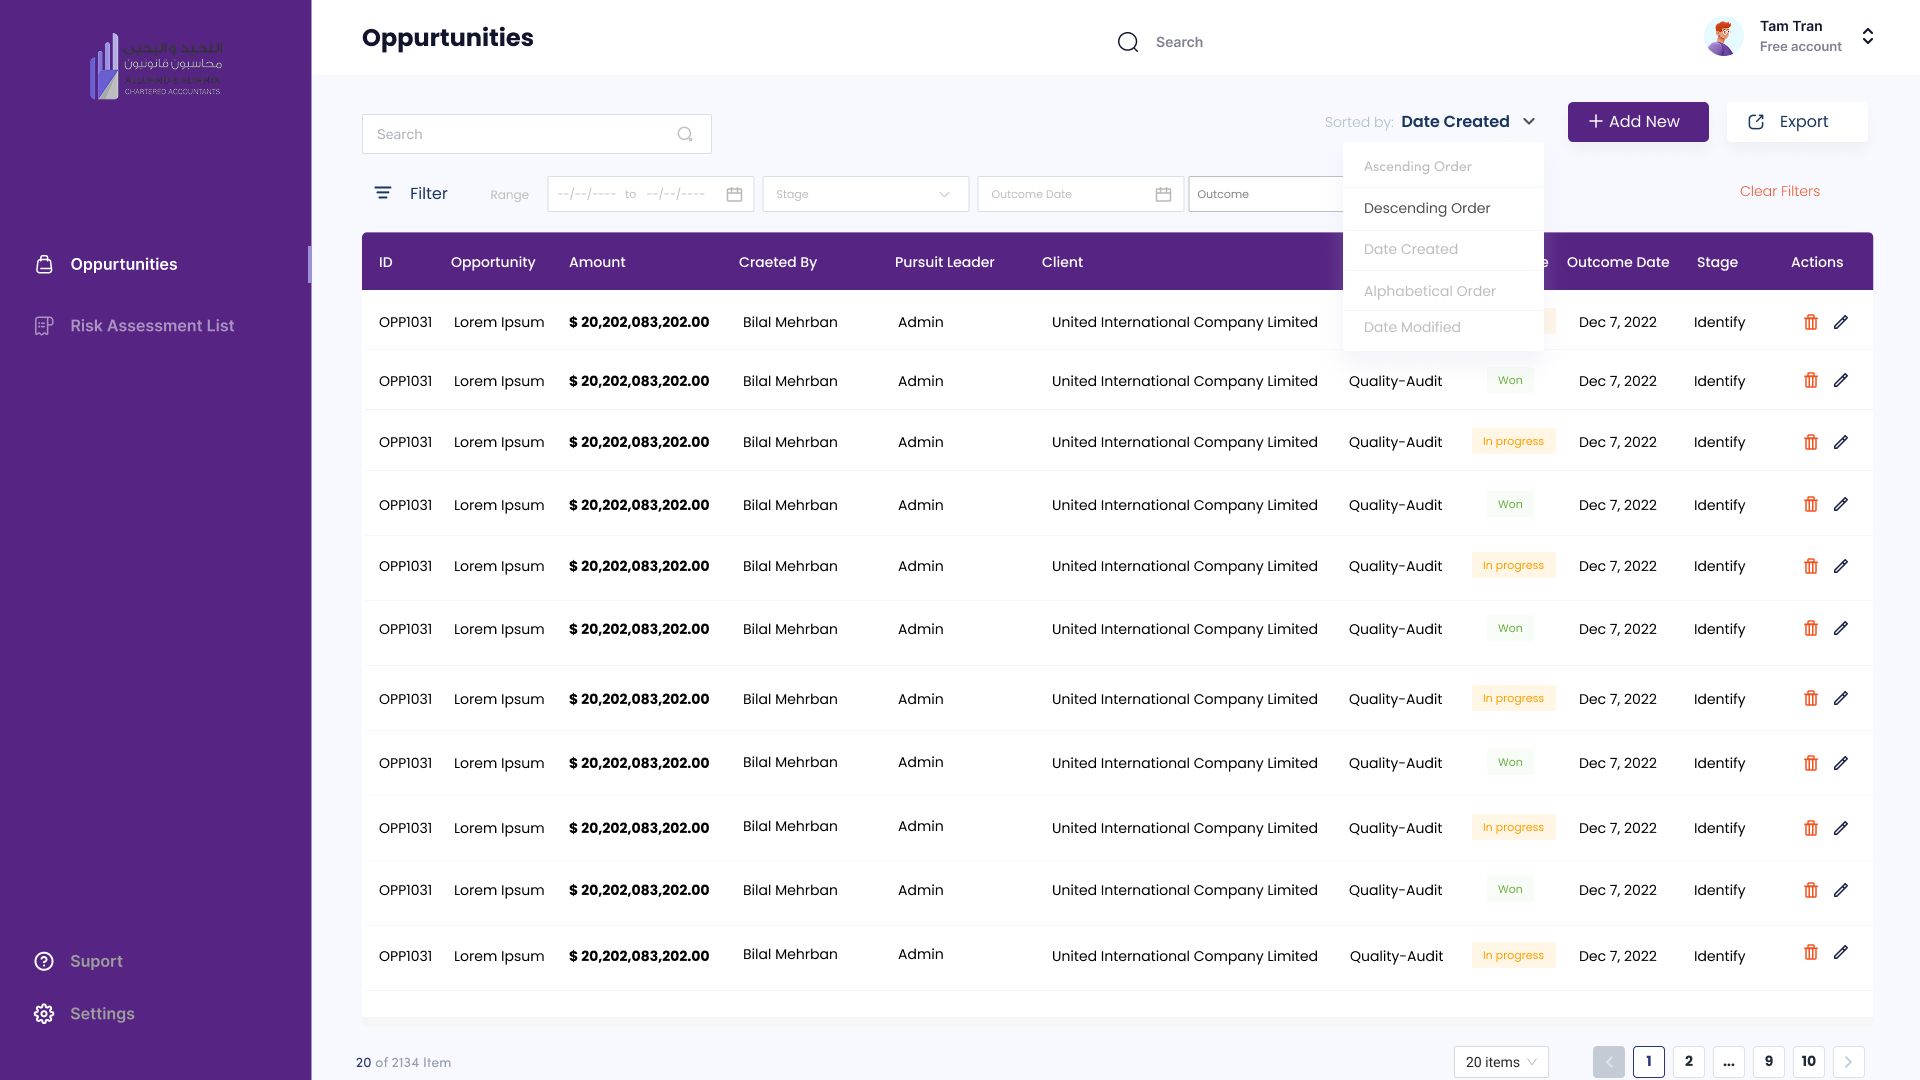 محاسبون قانونيون
CHARTERED ACCOUNTANTS
Oppurtunities
Risk Assessment List
Suport
Settings
Oppurtunities
Search
Tam Tran
Free account
Search
Sorted by: Date Created
Add New
Export
Filter
Range
--/--/---- to --/--/----
Stage
Outcome Date
Outcome
Clear Filters
Ascending Order
Descending Order
Date Created
Alphabetical Order
Date Modified
ID Opportunity Amount Craeted By Pursuit Leader Client Outcome Date Stage Actions
OPP1031 Lorem Ipsum $ 20,202,083,202.00 Bilal Mehrban Admin United International Company Limited Dec 7, 2022 Identify
OPP1031 Lorem Ipsum $ 20,202,083,202.00 Bilal Mehrban Admin United International Company Limited Quality-Audit Won Dec 7, 2022 Identify
OPP1031 Lorem Ipsum $ 20,202,083,202.00 Bilal Mehrban Admin United International Company Limited Quality-Audit In progress Dec 7, 2022 Identify
OPP1031 Lorem Ipsum $ 20,202,083,202.00 Bilal Mehrban Admin United International Company Limited Quality-Audit Won Dec 7, 2022 Identify
OPP1031 Lorem Ipsum $ 20,202,083,202.00 Bilal Mehrban Admin United International Company Limited Quality-Audit In progress Dec 7, 2022 Identify
OPP1031 Lorem Ipsum $ 20,202,083,202.00 Bilal Mehrban Admin United International Company Limited Quality-Audit Won Dec 7, 2022 Identify
OPP1031 Lorem Ipsum $ 20,202,083,202.00 Bilal Mehrban Admin United International Company Limited Quality-Audit In progress Dec 7, 2022 Identify
OPP1031 Lorem Ipsum $ 20,202,083,202.00 Bilal Mehrban Admin United International Company Limited Quality-Audit Won Dec 7, 2022 Identify
OPP1031 Lorem Ipsum $ 20,202,083,202.00 Bilal Mehrban Admin United International Company Limited Quality-Audit In progress Dec 7, 2022 Identify
OPP1031 Lorem Ipsum $ 20,202,083,202.00 Bilal Mehrban Admin United International Company Limited Quality-Audit Won Dec 7, 2022 Identify
OPP1031 Lorem Ipsum $ 20,202,083,202.00 Bilal Mehrban Admin United International Company Limited Quality-Audit In progress Dec 7, 2022 Identify
20 of 2134 Item
20 items
1 2 ... 9 10